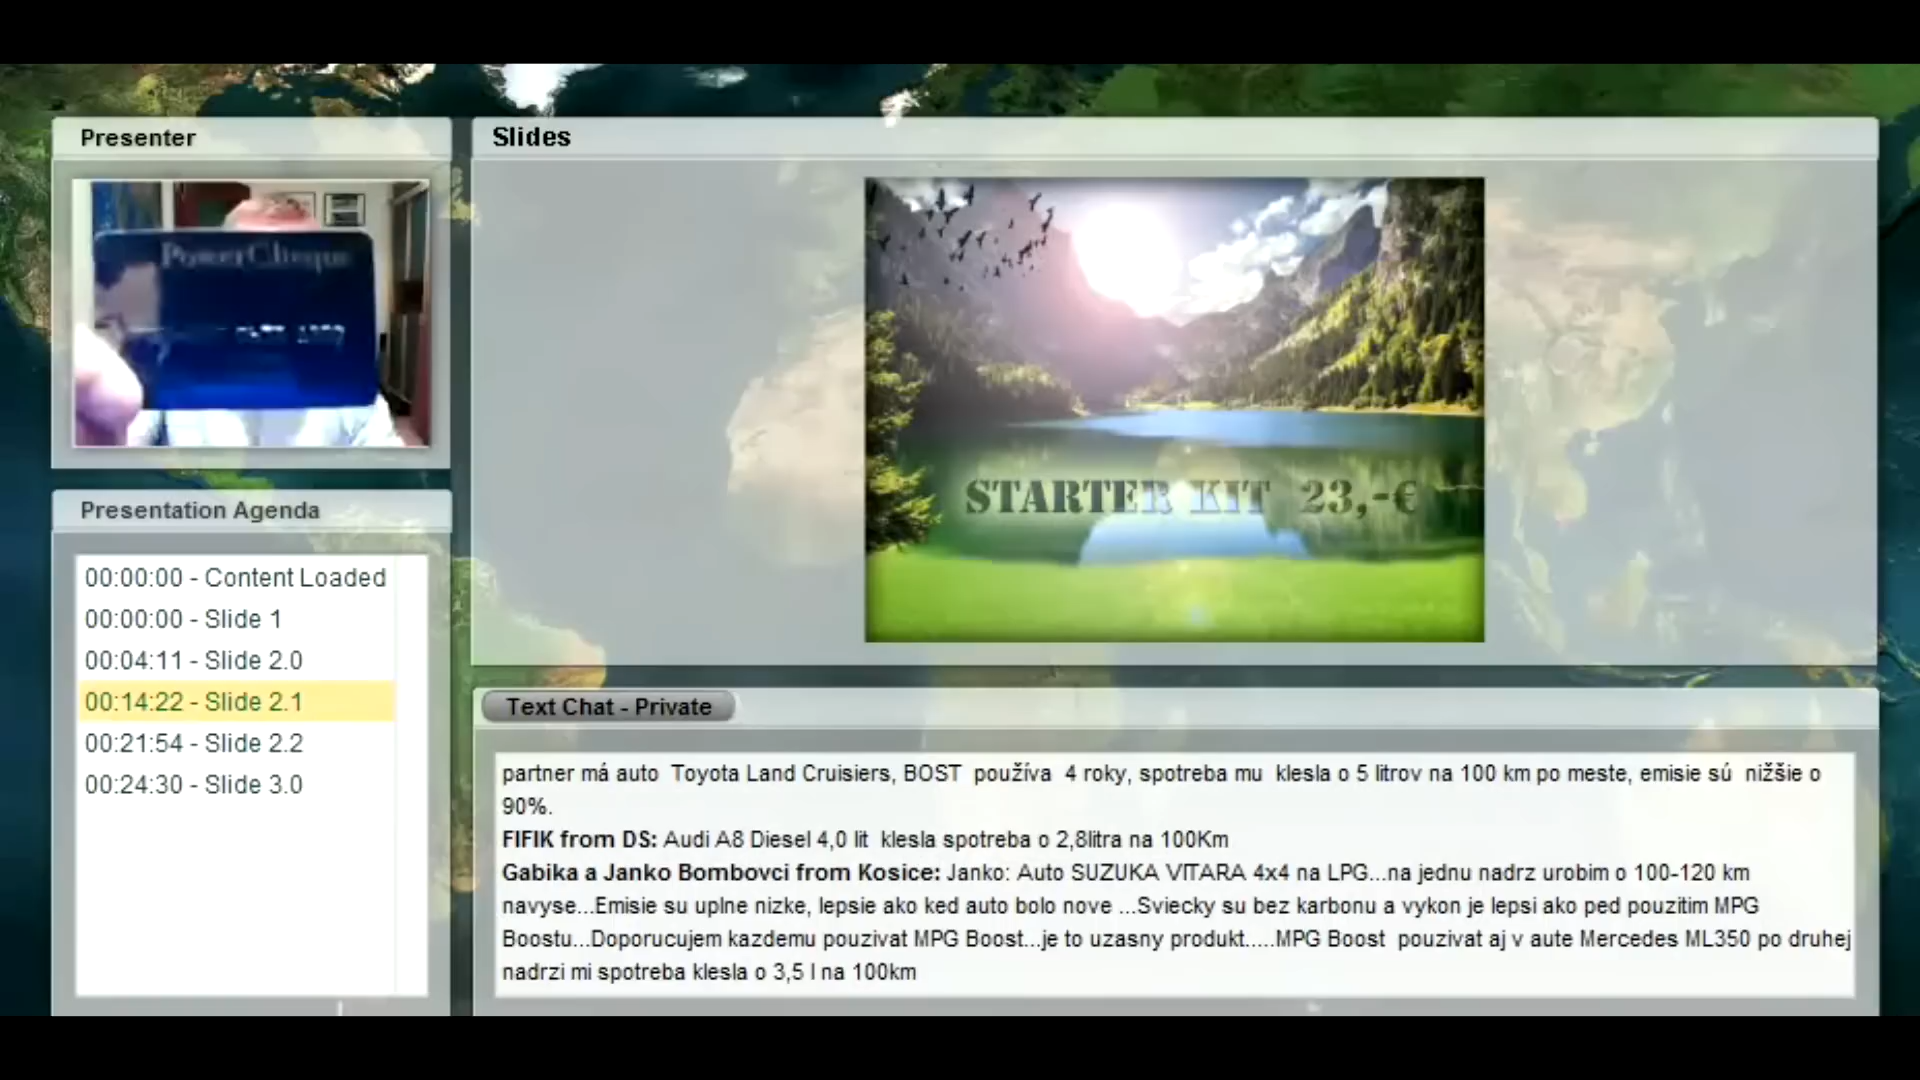 Presenter
PowerCheque
Presentation Agenda
00:00:00 - Content Loaded
00:00:00 - Slide 1
00:04:11 - Slide 2.0
00:14:22 - Slide 2.1
00:21:54 - Slide 2.2
00:24:30 - Slide 3.0
Slides
STARTER KIT 23,-€
Text Chat - Private
partner má auto Toyota Land Cruisiers, BOST používa 4 roky, spotreba mu klesla o 5 litrov na 100 km po meste, emisie sú nižšie o
90%.
FIFIK from DS: Audi A8 Diesel 4,0 lit klesla spotreba o 2,8litra na 100Km
Gabika a Janko Bombovci from Kosice: Janko: Auto SUZUKA VITARA 4x4 na LPG...na jednu nadrz urobim o 100-120 km
navyse...Emisie su uplne nizke, lepsie ako ked auto bolo nove ...Sviecky su bez karbonu a vykon je lepsi ako ped pouzitim MPG
Boostu...Doporucujem kazdemu pouzivat MPG Boost...je to uzasny produkt.....MPG Boost pouzivat aj v aute Mercedes ML350 po druhej
nadrzi mi spotreba klesla o 3,5 l na 100km